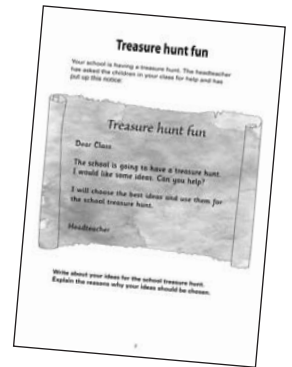 Treasure hunt fun
Your school is having a treasure hunt. The headteacher
has asked the children in your class for help and has
put up this notice:
Treasure hunt fun
Dear Class
The school is going to have a treasure hunt.
I would like some ideas. Can you help?
I will choose the best ideas and use them for
the school treasure hunt.
Headteacher
Write about your ideas for the school treasure hunt.
Explain the reasons why your ideas should be chosen.